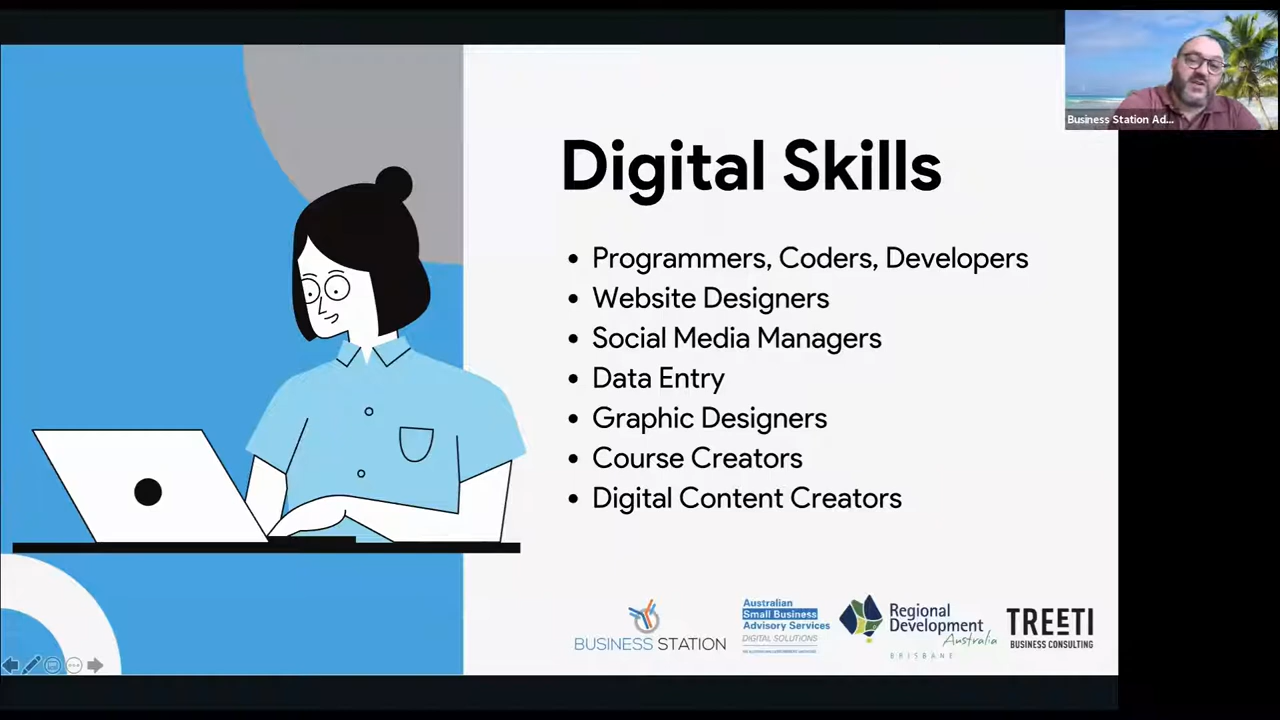 Business Station Ad...
Digital Skills
• Programmers, Coders, Developers
• Website Designers
• Social Media Managers
• Data Entry
• Graphic Designers
• Course Creators
• Digital Content Creators
BUSINESS STATION
Australian
Small Business
Advisory Services
DIGITAL SOLUTIONS
Regional
Development
Australia
BRISBANE
TREETI
BUSINESS CONSULTING